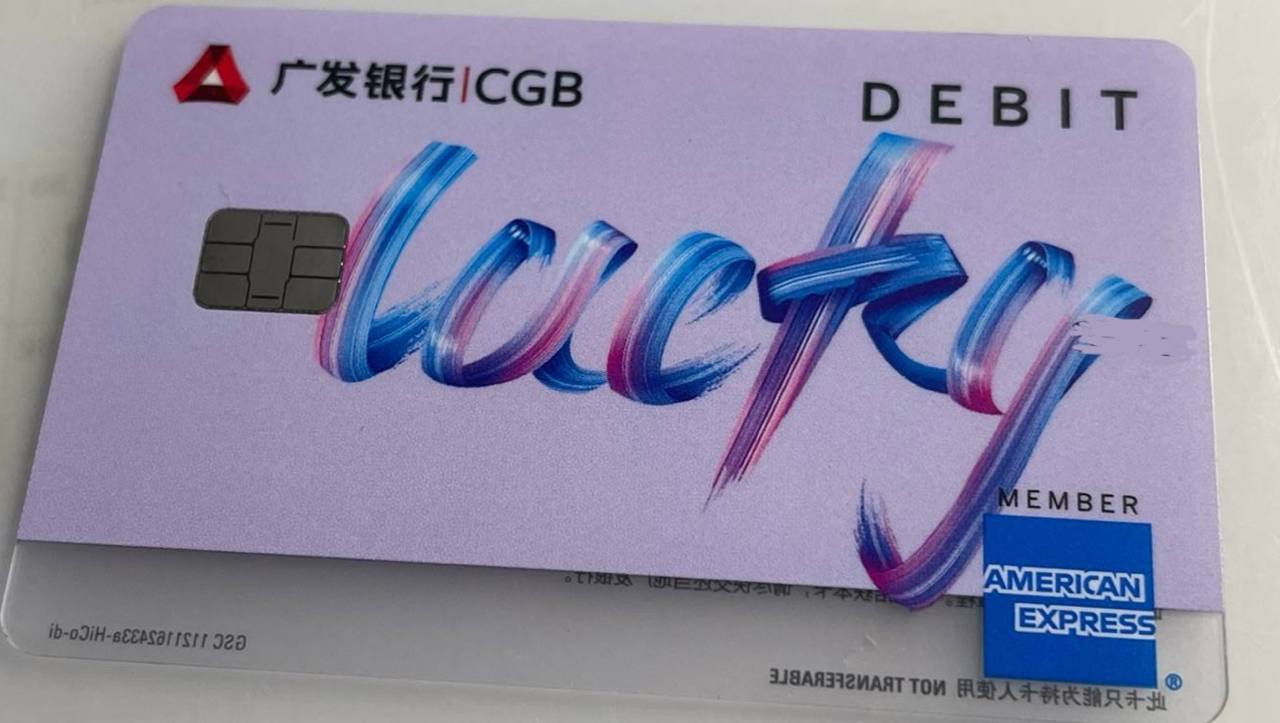 广发银行|CGB
DEBIT
lucky
MEMBER
AMERICAN
EXPRESS®
GSC 1121162433a-HiCo-di
此卡只能为持卡人使用 NOT TRANSFERABLE